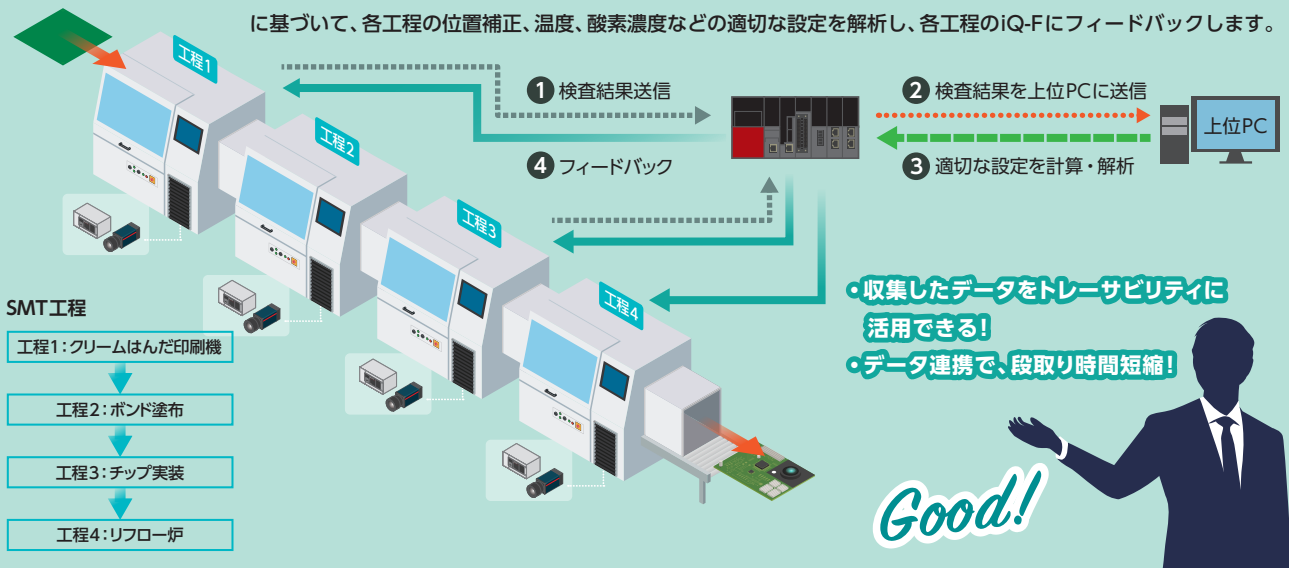 に基づいて、各工程の位置補正、温度、酸素濃度などの適切な設定を解析し、各工程のiQ-Fにフィードバックします。
工程1
工程2
工程3
工程4
1 検査結果送信
2 検査結果を上位PCに送信
上位PC
4 フィードバック
3 適切な設定を計算・解析
SMT工程
工程1：クリームはんだ印刷機
工程2：ボンド塗布
工程3：チップ実装
工程4：リフロー炉
・収集したデータをトレーサビリティに
活用できる！
・データ連携で、段取り時間短縮！
Good!